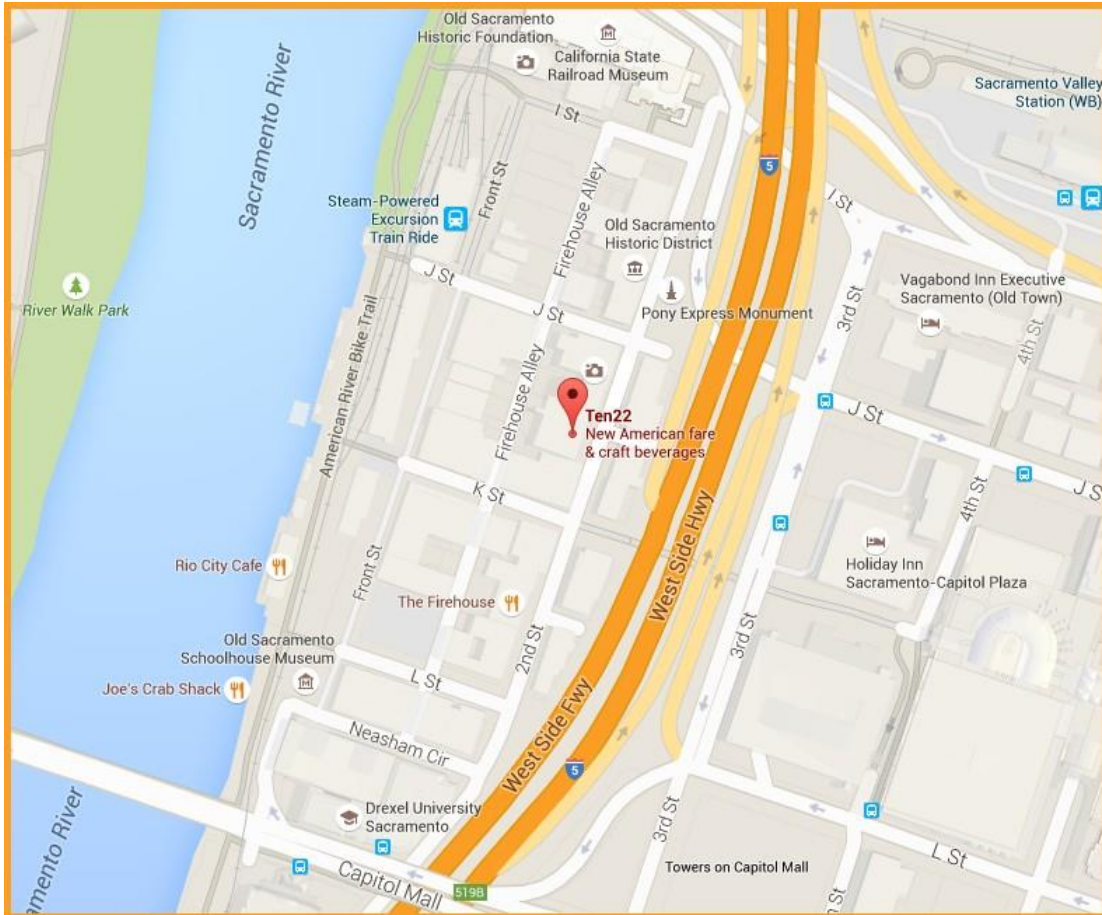 Old Sacramento
Historic Foundation
California State
Railroad Museum
Sacramento Valley
Station (WB)
I St
5
Sacramento River
Front St
Firehouse Alley
Steam-Powered
Excursion
Train Ride
I St
Old Sacramento
Historic District
3rd St
Vagabond Inn Executive
Sacramento (Old Town)
J St
River Walk Park
Pony Express Monument
J St
4th St
American River Bike Trail
Firehouse Alley
Ten22
New American fare
& craft beverages
J St
J S
K St
4th St
West Side Hwy
Rio City Cafe
Front St
Holiday Inn
Sacramento-Capitol Plaza
The Firehouse
2nd St
3rd St
Old Sacramento
Schoolhouse Museum
L St
Joe's Crab Shack
West Side Fwy
Neasham Cir
5
Drexel University
Sacramento
3rd St
L St
amento River
Towers on Capitol Mall
Capitol Mall
519B
h St